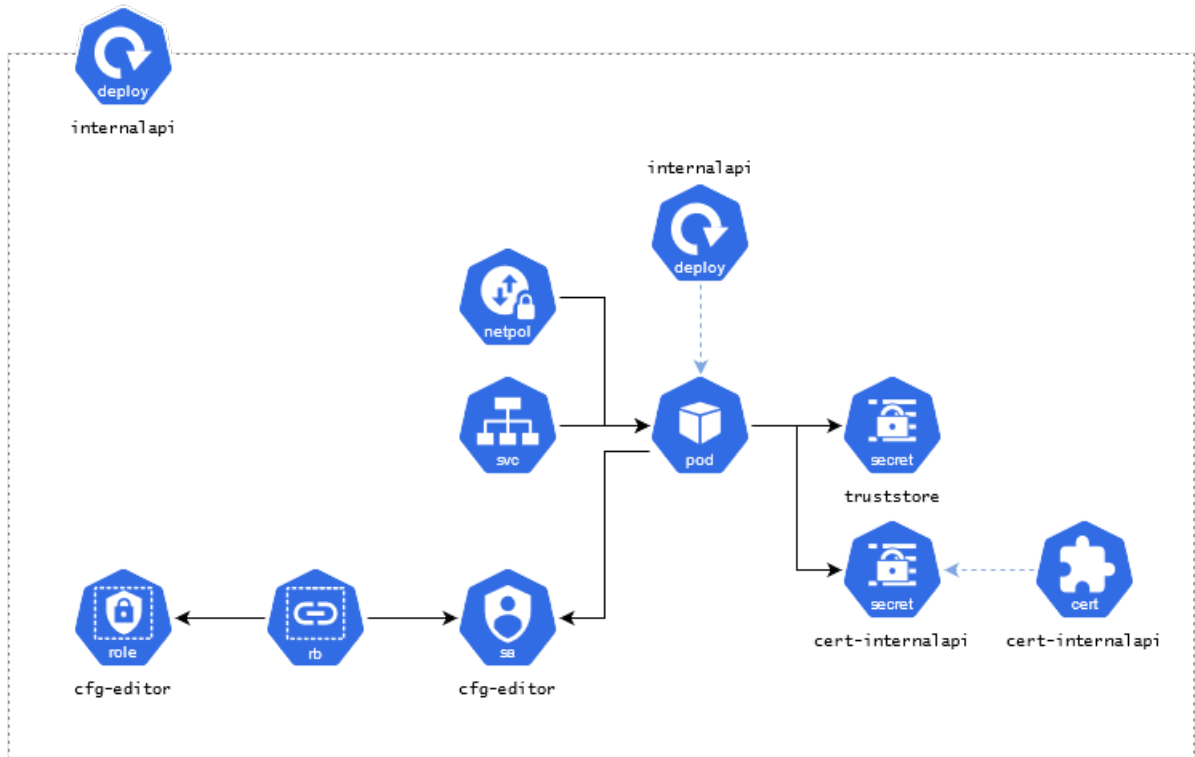 deploy
internalapi
internalapi
deploy
netpol
svc
pod
secret
truststore
secret
cert-internalapi
cert
cert-internalapi
role
cfg-editor
rb
sa
cfg-editor